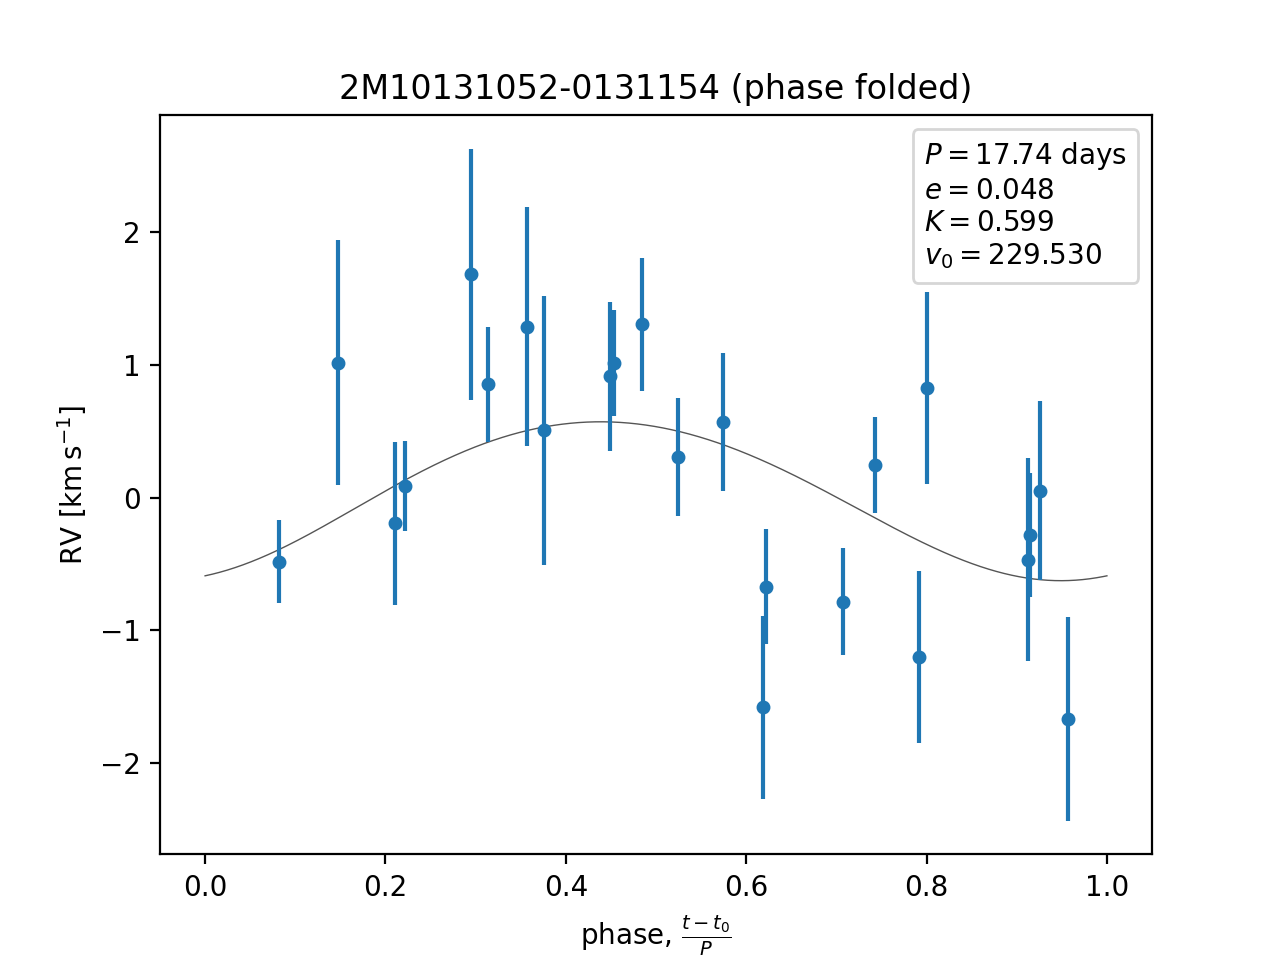 2M10131052-0131154 (phase folded)
P = 17.74 days
e = 0.048
K = 0.599
v₀ = 229.530
RV [km s⁻¹]
2
1
0
−1
−2
0.0 0.2 0.4 0.6 0.8 1.0
phase, (t − t₀)/P